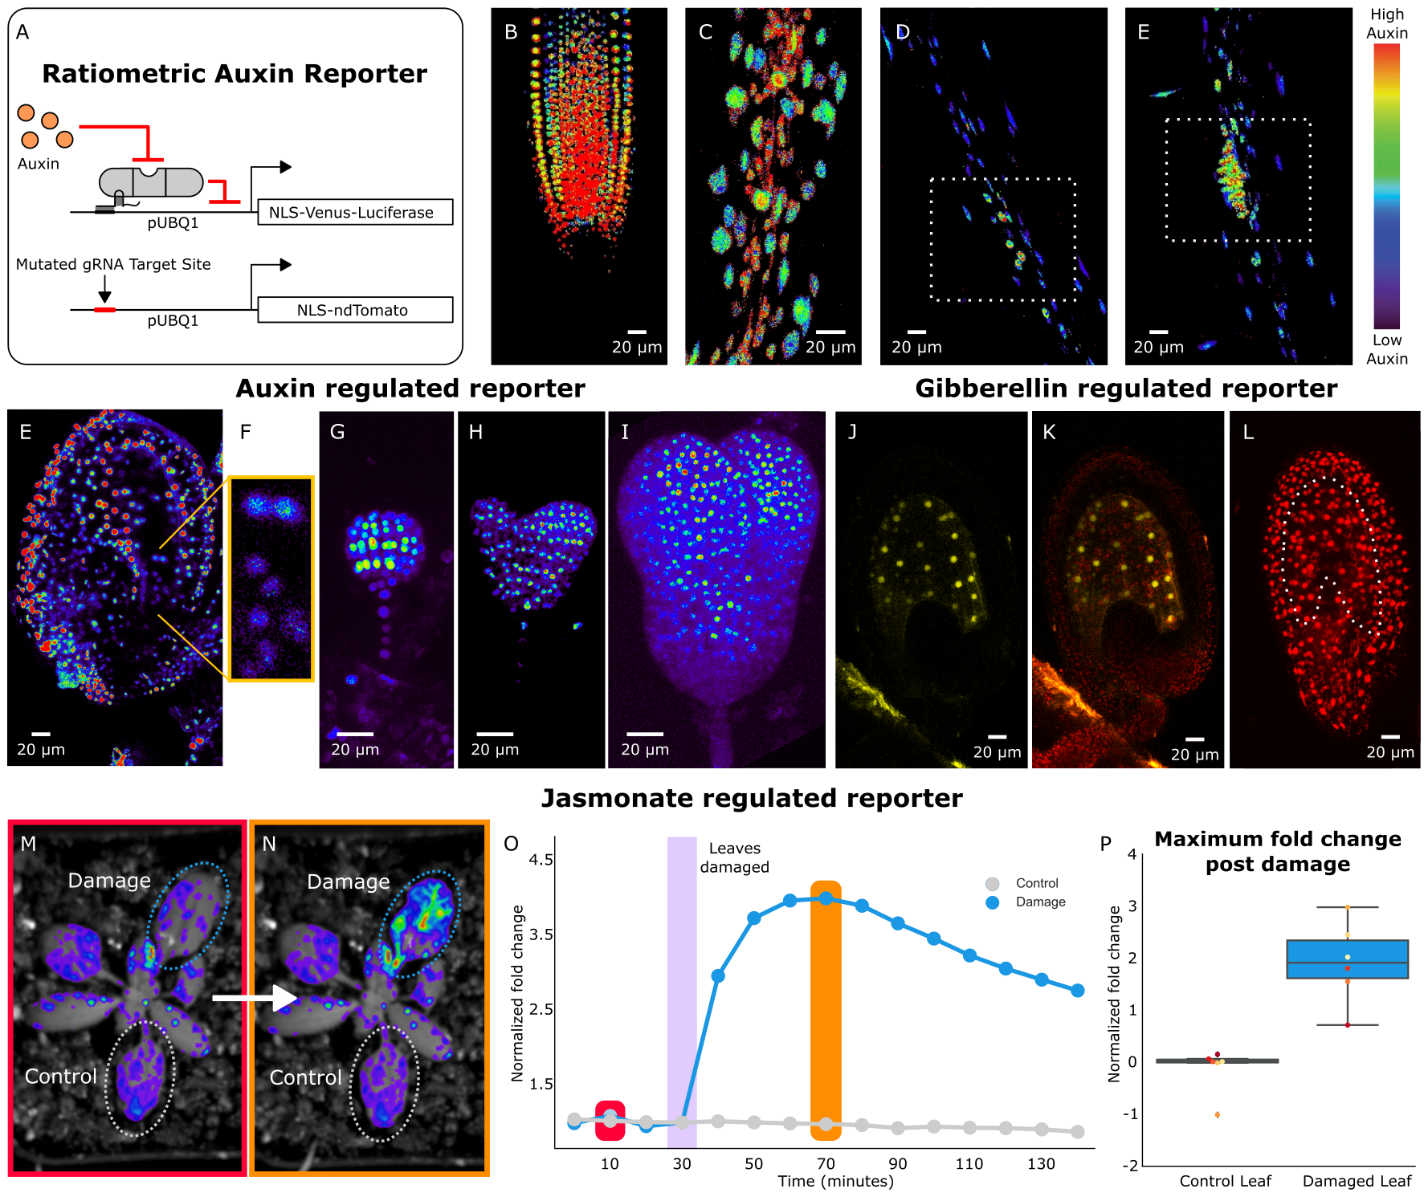 A
Ratiometric Auxin Reporter
Auxin
NLS-Venus-Luciferase
pUBQ1
Mutated gRNA Target Site
NLS-ndTomato
pUBQ1
B
20 µm
C
20 µm
D
20 µm
E
20 µm
High
Auxin
Low
Auxin
Auxin regulated reporter
Gibberellin regulated reporter
E
20 µm
F
G
20 µm
H
20 µm
I
20 µm
J
20 µm
K
20 µm
L
20 µm
Jasmonate regulated reporter
M
Damage
Control
N
Damage
Control
O
Leaves
damaged
Control
Damage
Normalized fold change
4.5
3.5
2.5
1.5
10 30 50 70 90 110 130
Time (minutes)
P
Maximum fold change
post damage
Normalized fold change
4
3
2
1
0
-1
-2
Control Leaf
Damaged Leaf